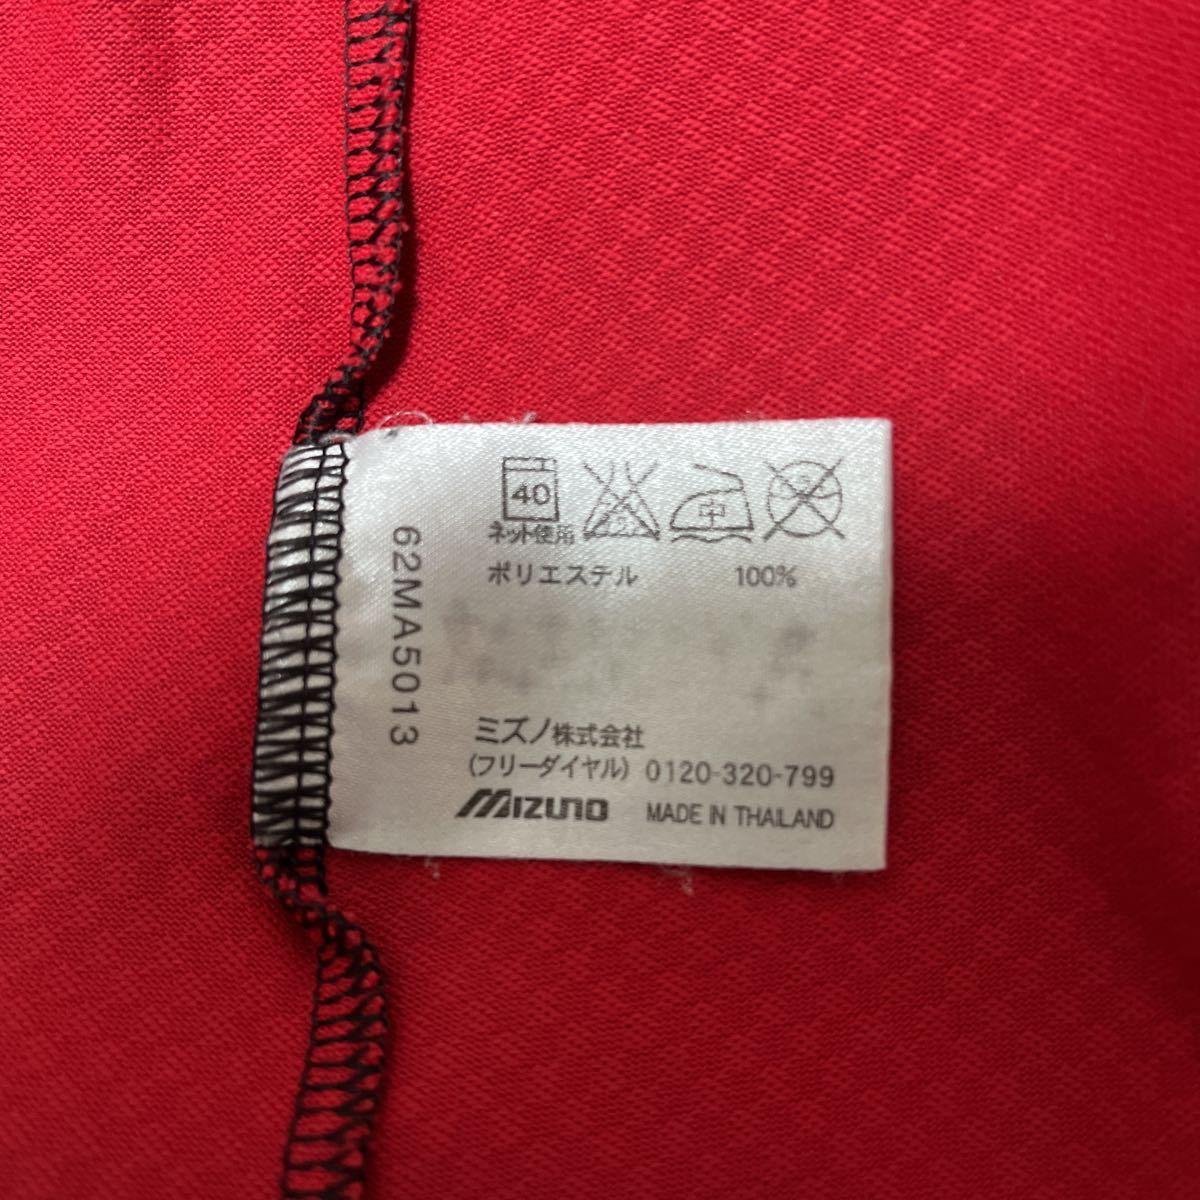 40
中
ネット使用
ポリエステル 100%
62MA5013
ミズノ株式会社
(フリーダイヤル) 0120-320-799
MIZUNO MADE IN THAILAND